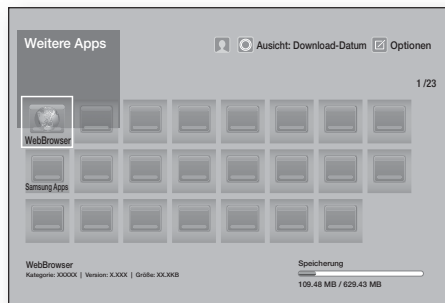 Weitere Apps
Ausicht: Download-Datum
Optionen
1 /23
WebBrowser
Samsung Apps
WebBrowser
Kategorie: XXXXX | Version: X.XXX | Größe: XX.XKB
Speicherung
109.48 MB / 629.43 MB